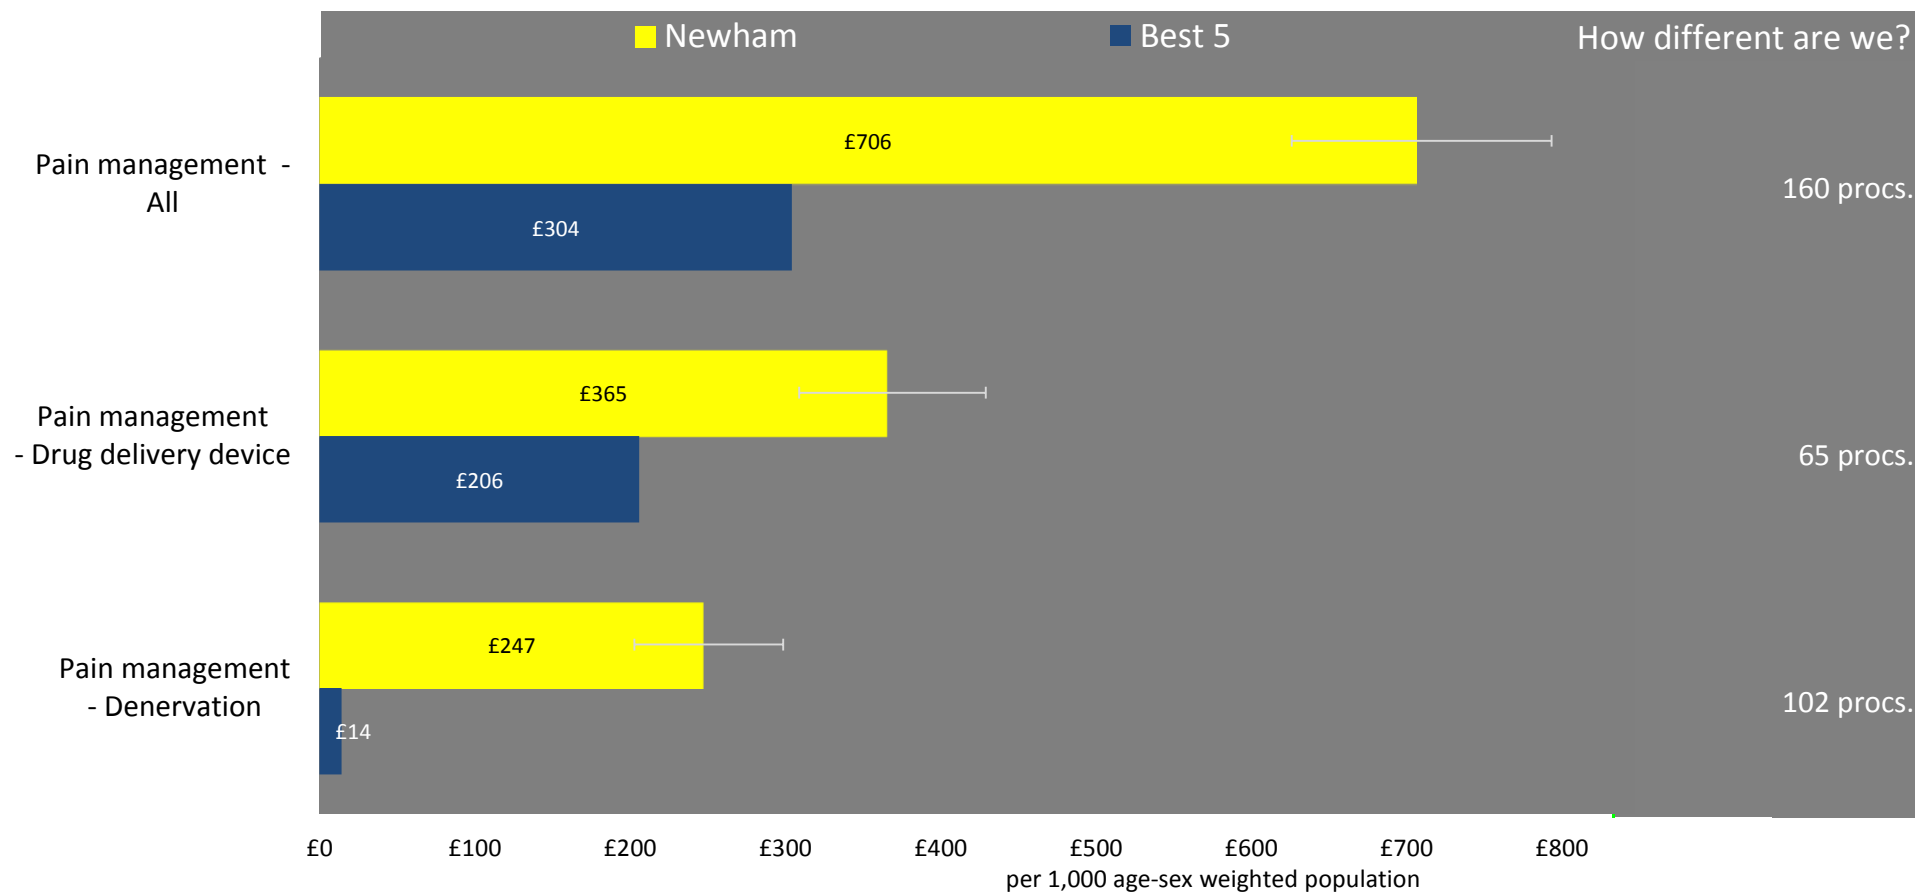 Newham
Best 5
How different are we?
Pain management  -
All
£706
£304
160 procs.
Pain management
- Drug delivery device
£365
£206
65 procs.
Pain management
- Denervation
£247
£14
102 procs.
£0 £100 £200 £300 £400 £500 £600 £700 £800
per 1,000 age-sex weighted population